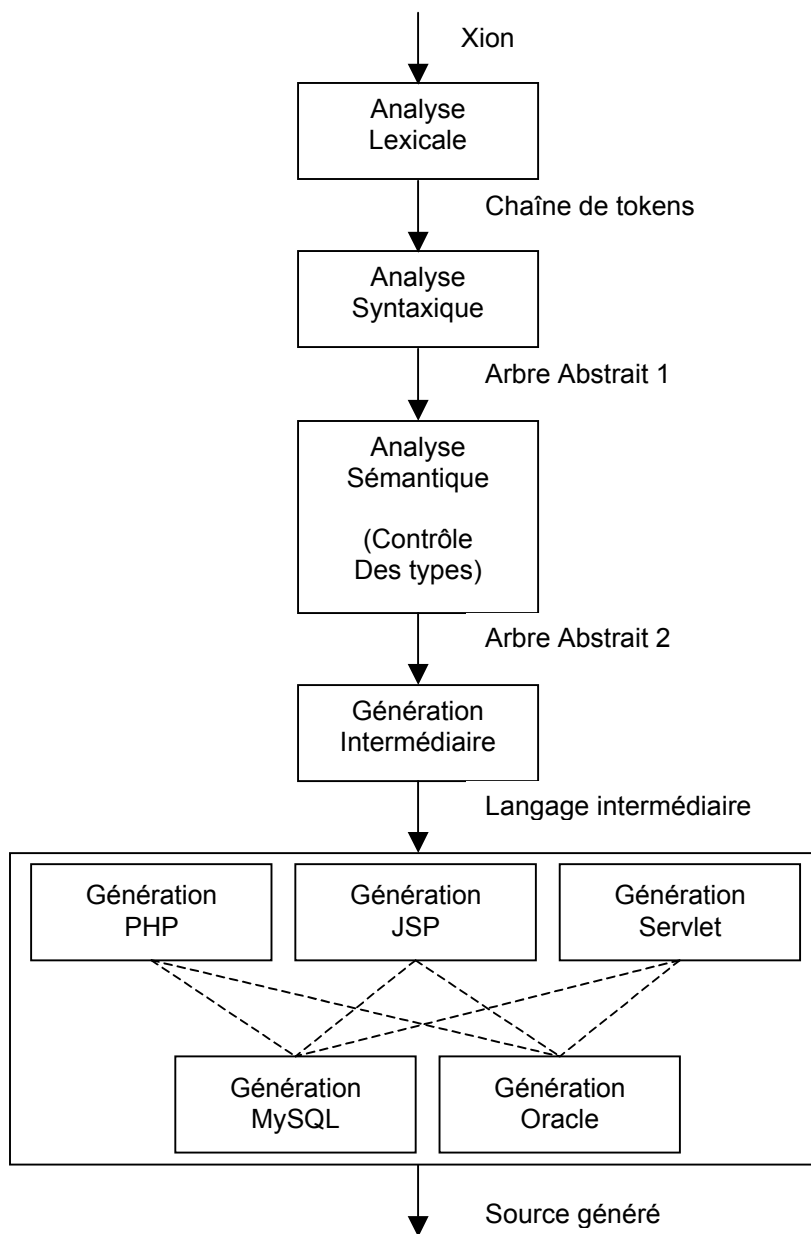 Xion
Analyse
Lexicale
Chaîne de tokens
Analyse
Syntaxique
Arbre Abstrait 1
Analyse
Sémantique
(Contrôle
Des types)
Arbre Abstrait 2
Génération
Intermédiaire
Langage intermédiaire
Génération
PHP
Génération
JSP
Génération
Servlet
Génération
MySQL
Génération
Oracle
Source généré